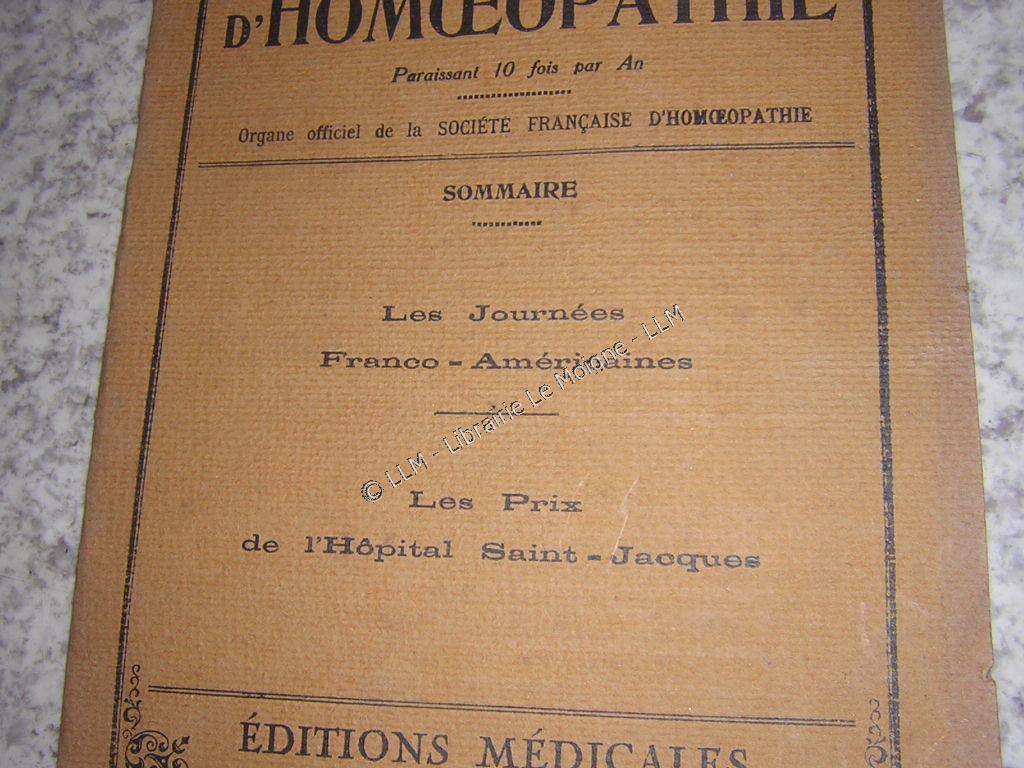 D'HOMŒOPATHIE
Paraissant 10 fois par An
Organe officiel de la SOCIÉTÉ FRANÇAISE D'HOMŒOPATHIE
SOMMAIRE
Les Journées
Franco-Américaines
© LLM - Librairie Le Moigne - LLM
Les Prix
de l'Hôpital Saint-Jacques
ÉDITIONS MÉDICALES